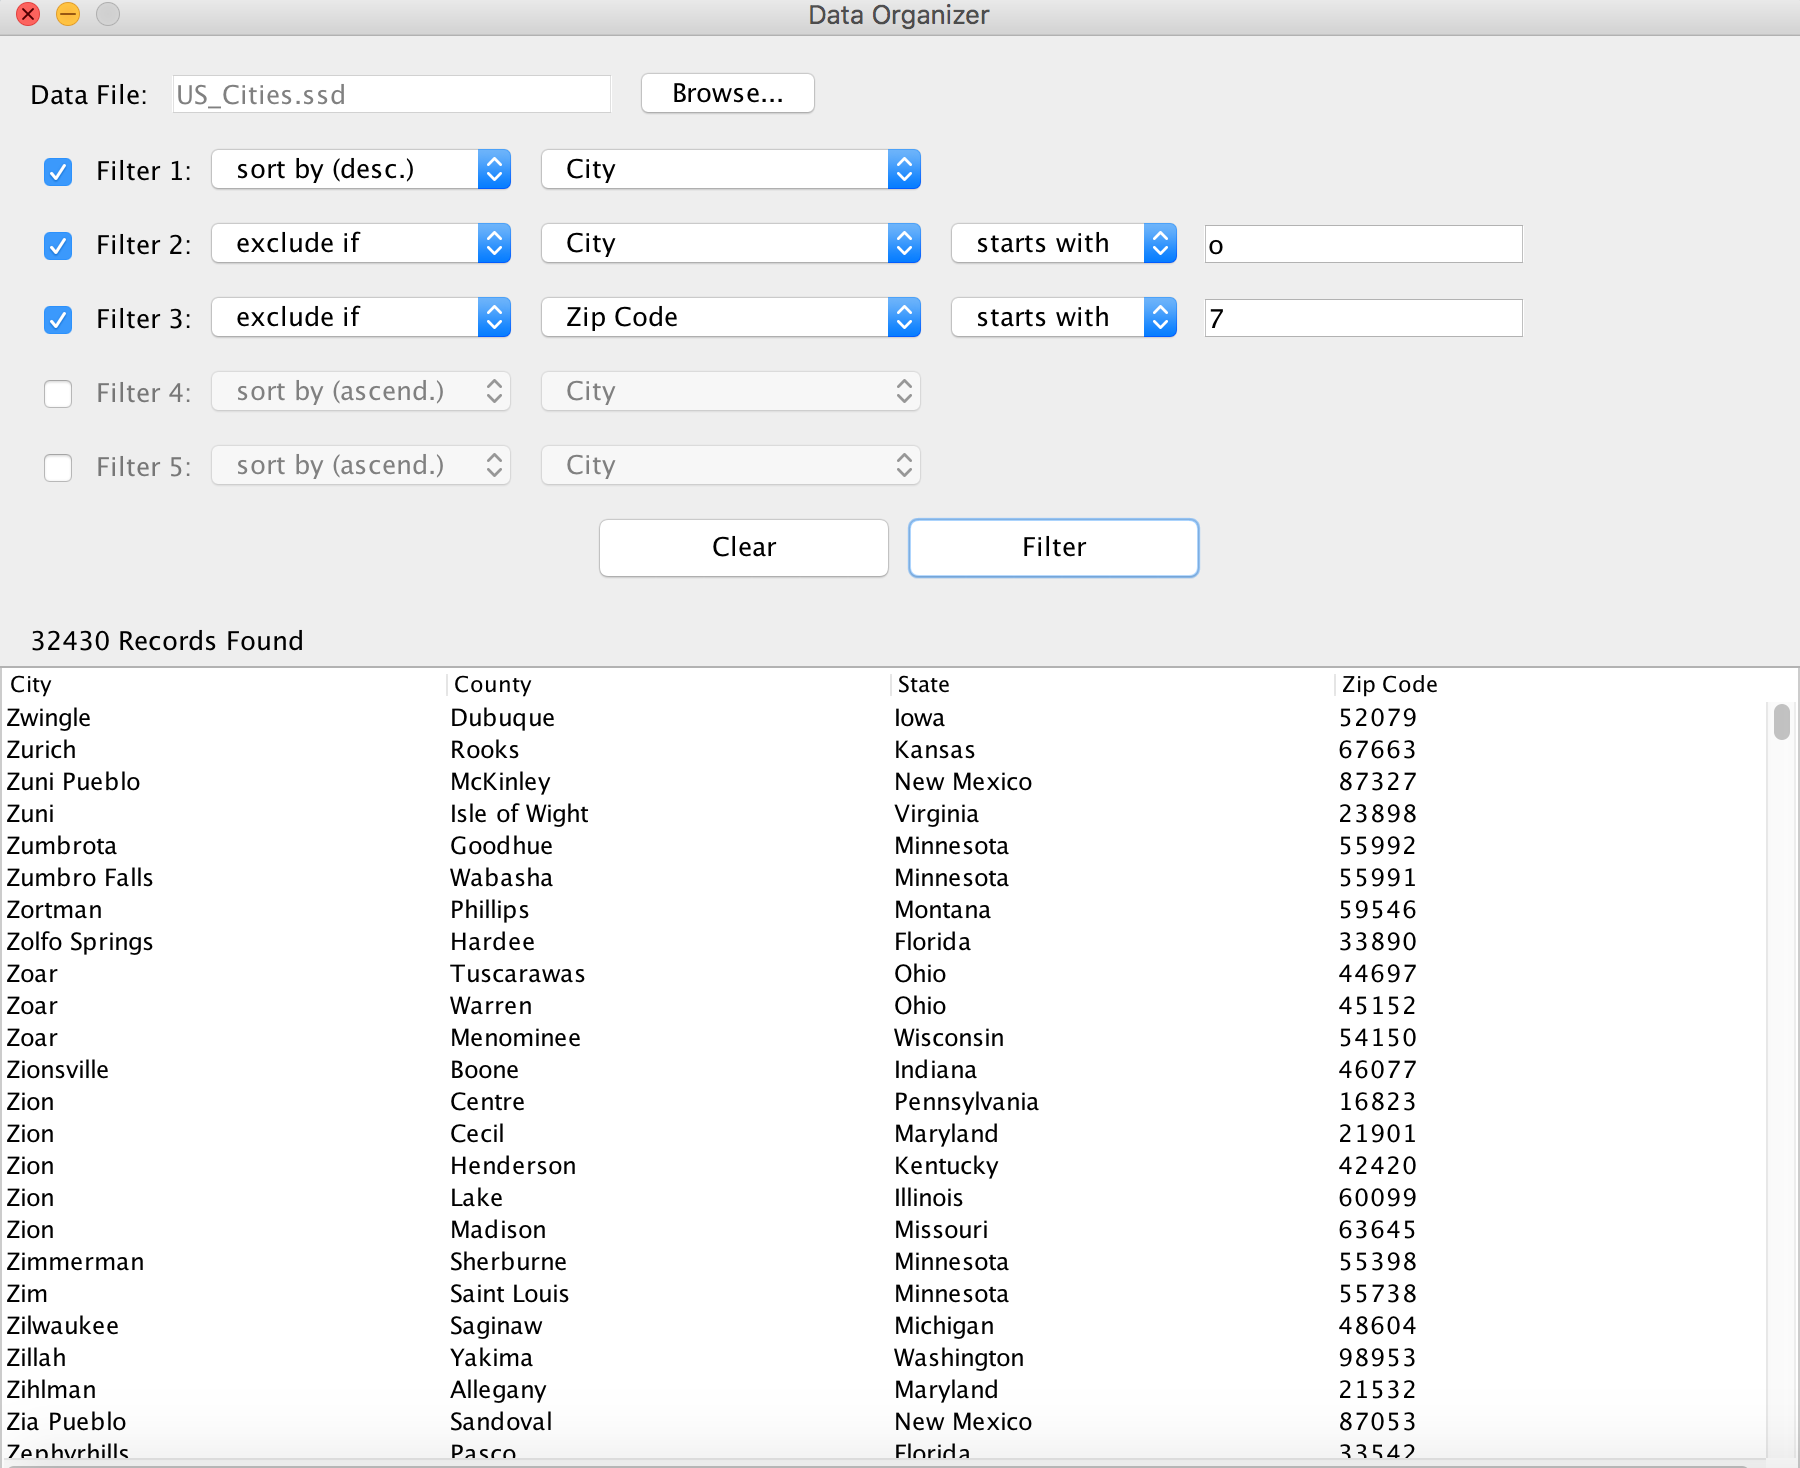 Data Organizer
Data File: US_Cities.ssd Browse...
Filter 1: sort by (desc.) City
Filter 2: exclude if City starts with o
Filter 3: exclude if Zip Code starts with 7
Filter 4: sort by (ascend.) City
Filter 5: sort by (ascend.) City
Clear Filter
32430 Records Found
City County State Zip Code
Zwingle Dubuque Iowa 52079
Zurich Rooks Kansas 67663
Zuni Pueblo McKinley New Mexico 87327
Zuni Isle of Wight Virginia 23898
Zumbrota Goodhue Minnesota 55992
Zumbro Falls Wabasha Minnesota 55991
Zortman Phillips Montana 59546
Zolfo Springs Hardee Florida 33890
Zoar Tuscarawas Ohio 44697
Zoar Warren Ohio 45152
Zoar Menominee Wisconsin 54150
Zionsville Boone Indiana 46077
Zion Centre Pennsylvania 16823
Zion Cecil Maryland 21901
Zion Henderson Kentucky 42420
Zion Lake Illinois 60099
Zion Madison Missouri 63645
Zimmerman Sherburne Minnesota 55398
Zim Saint Louis Minnesota 55738
Zilwaukee Saginaw Michigan 48604
Zillah Yakima Washington 98953
Zihlman Allegany Maryland 21532
Zia Pueblo Sandoval New Mexico 87053
Zephyrhills Pasco Florida 33542